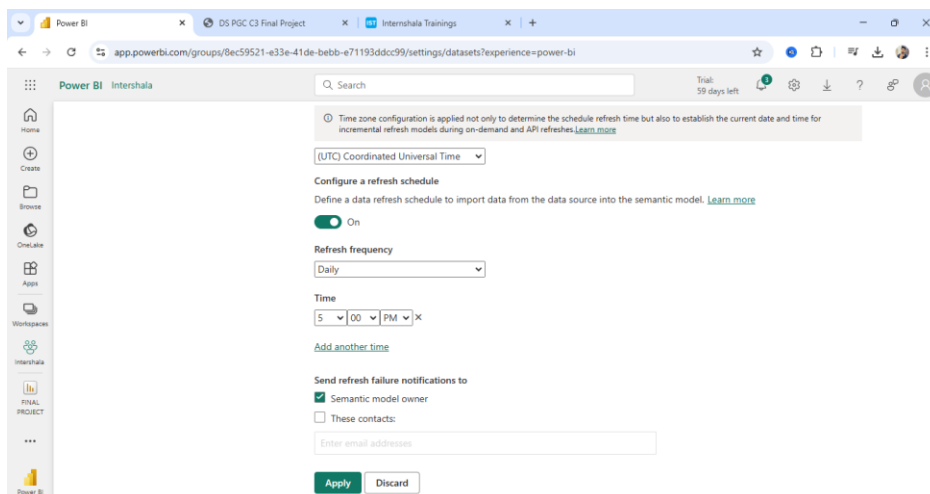 Power BI
DS PGC C3 Final Project
IST
Internshala Trainings
app.powerbi.com/groups/8ec59521-e33e-41de-bebb-e71193ddcc99/settings/datasets?experience=power-bi
Power BI Intershala
Search
Trial:
59 days left
3
Home
Create
Browse
OneLake
Apps
Workspaces
Intershala
FINAL
PROJECT
Power BI
Time zone configuration is applied not only to determine the schedule refresh time but also to establish the current date and time for
incremental refresh models during on-demand and API refreshes.Learn more
(UTC) Coordinated Universal Time
Configure a refresh schedule
Define a data refresh schedule to import data from the data source into the semantic model. Learn more
On
Refresh frequency
Daily
Time
5 00 PM
Add another time
Send refresh failure notifications to
Semantic model owner
These contacts:
Enter email addresses
Apply Discard